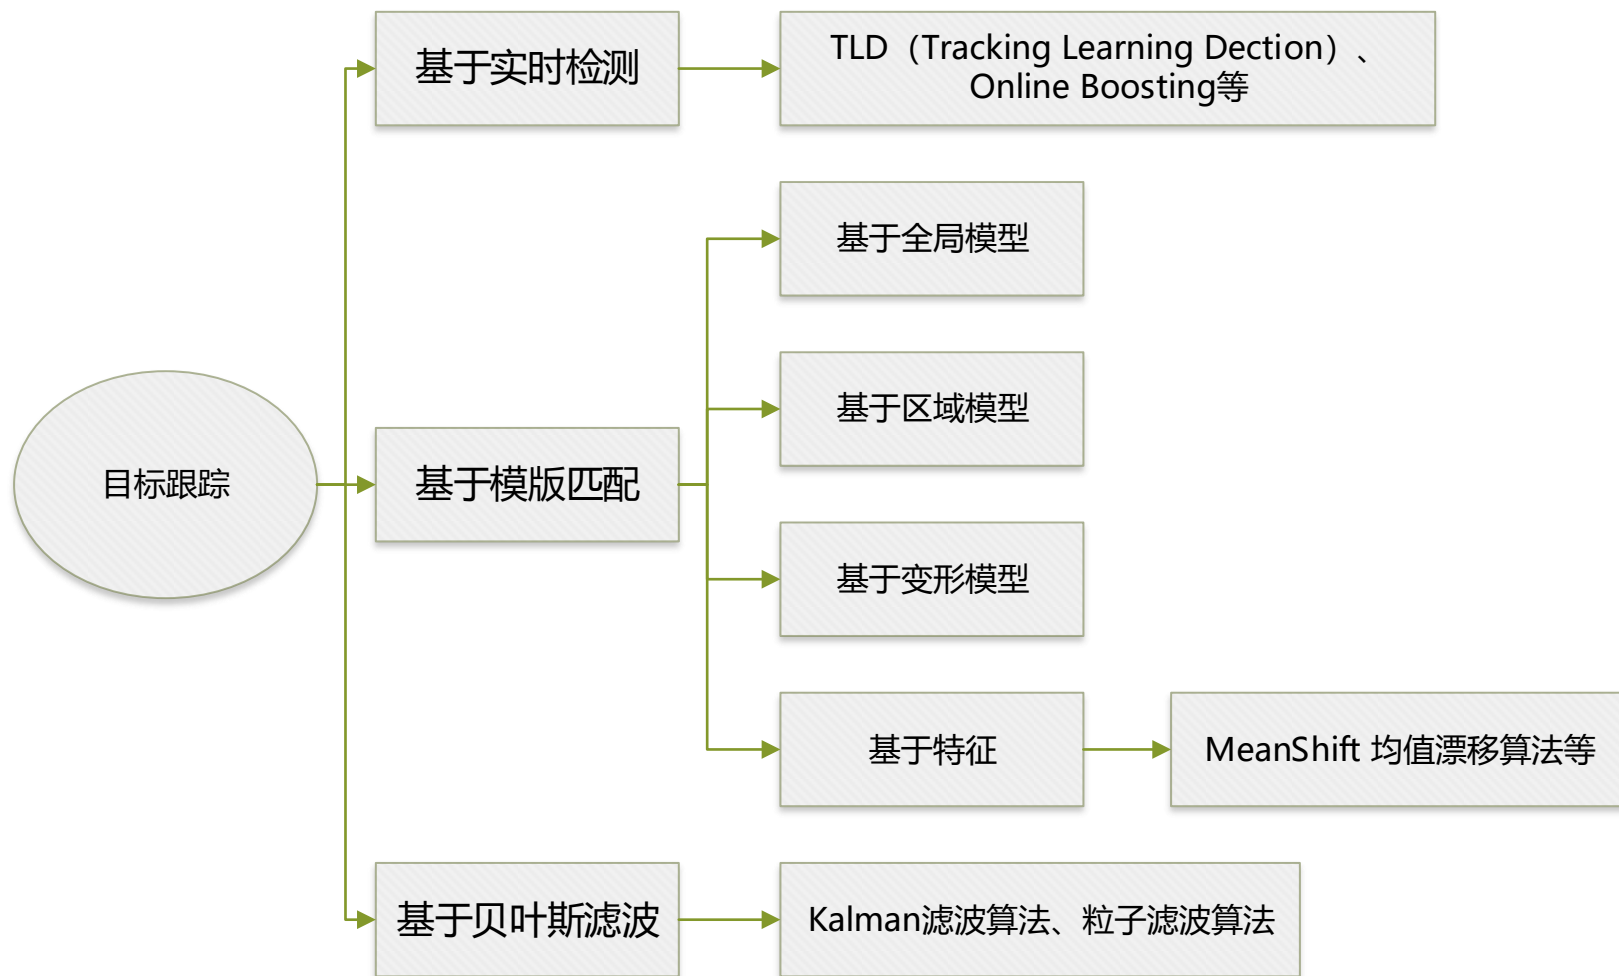 基于实时检测
TLD（Tracking Learning Dection）、
Online Boosting等
基于全局模型
基于区域模型
目标跟踪
基于模版匹配
基于变形模型
基于特征
MeanShift 均值漂移算法等
基于贝叶斯滤波
Kalman滤波算法、粒子滤波算法